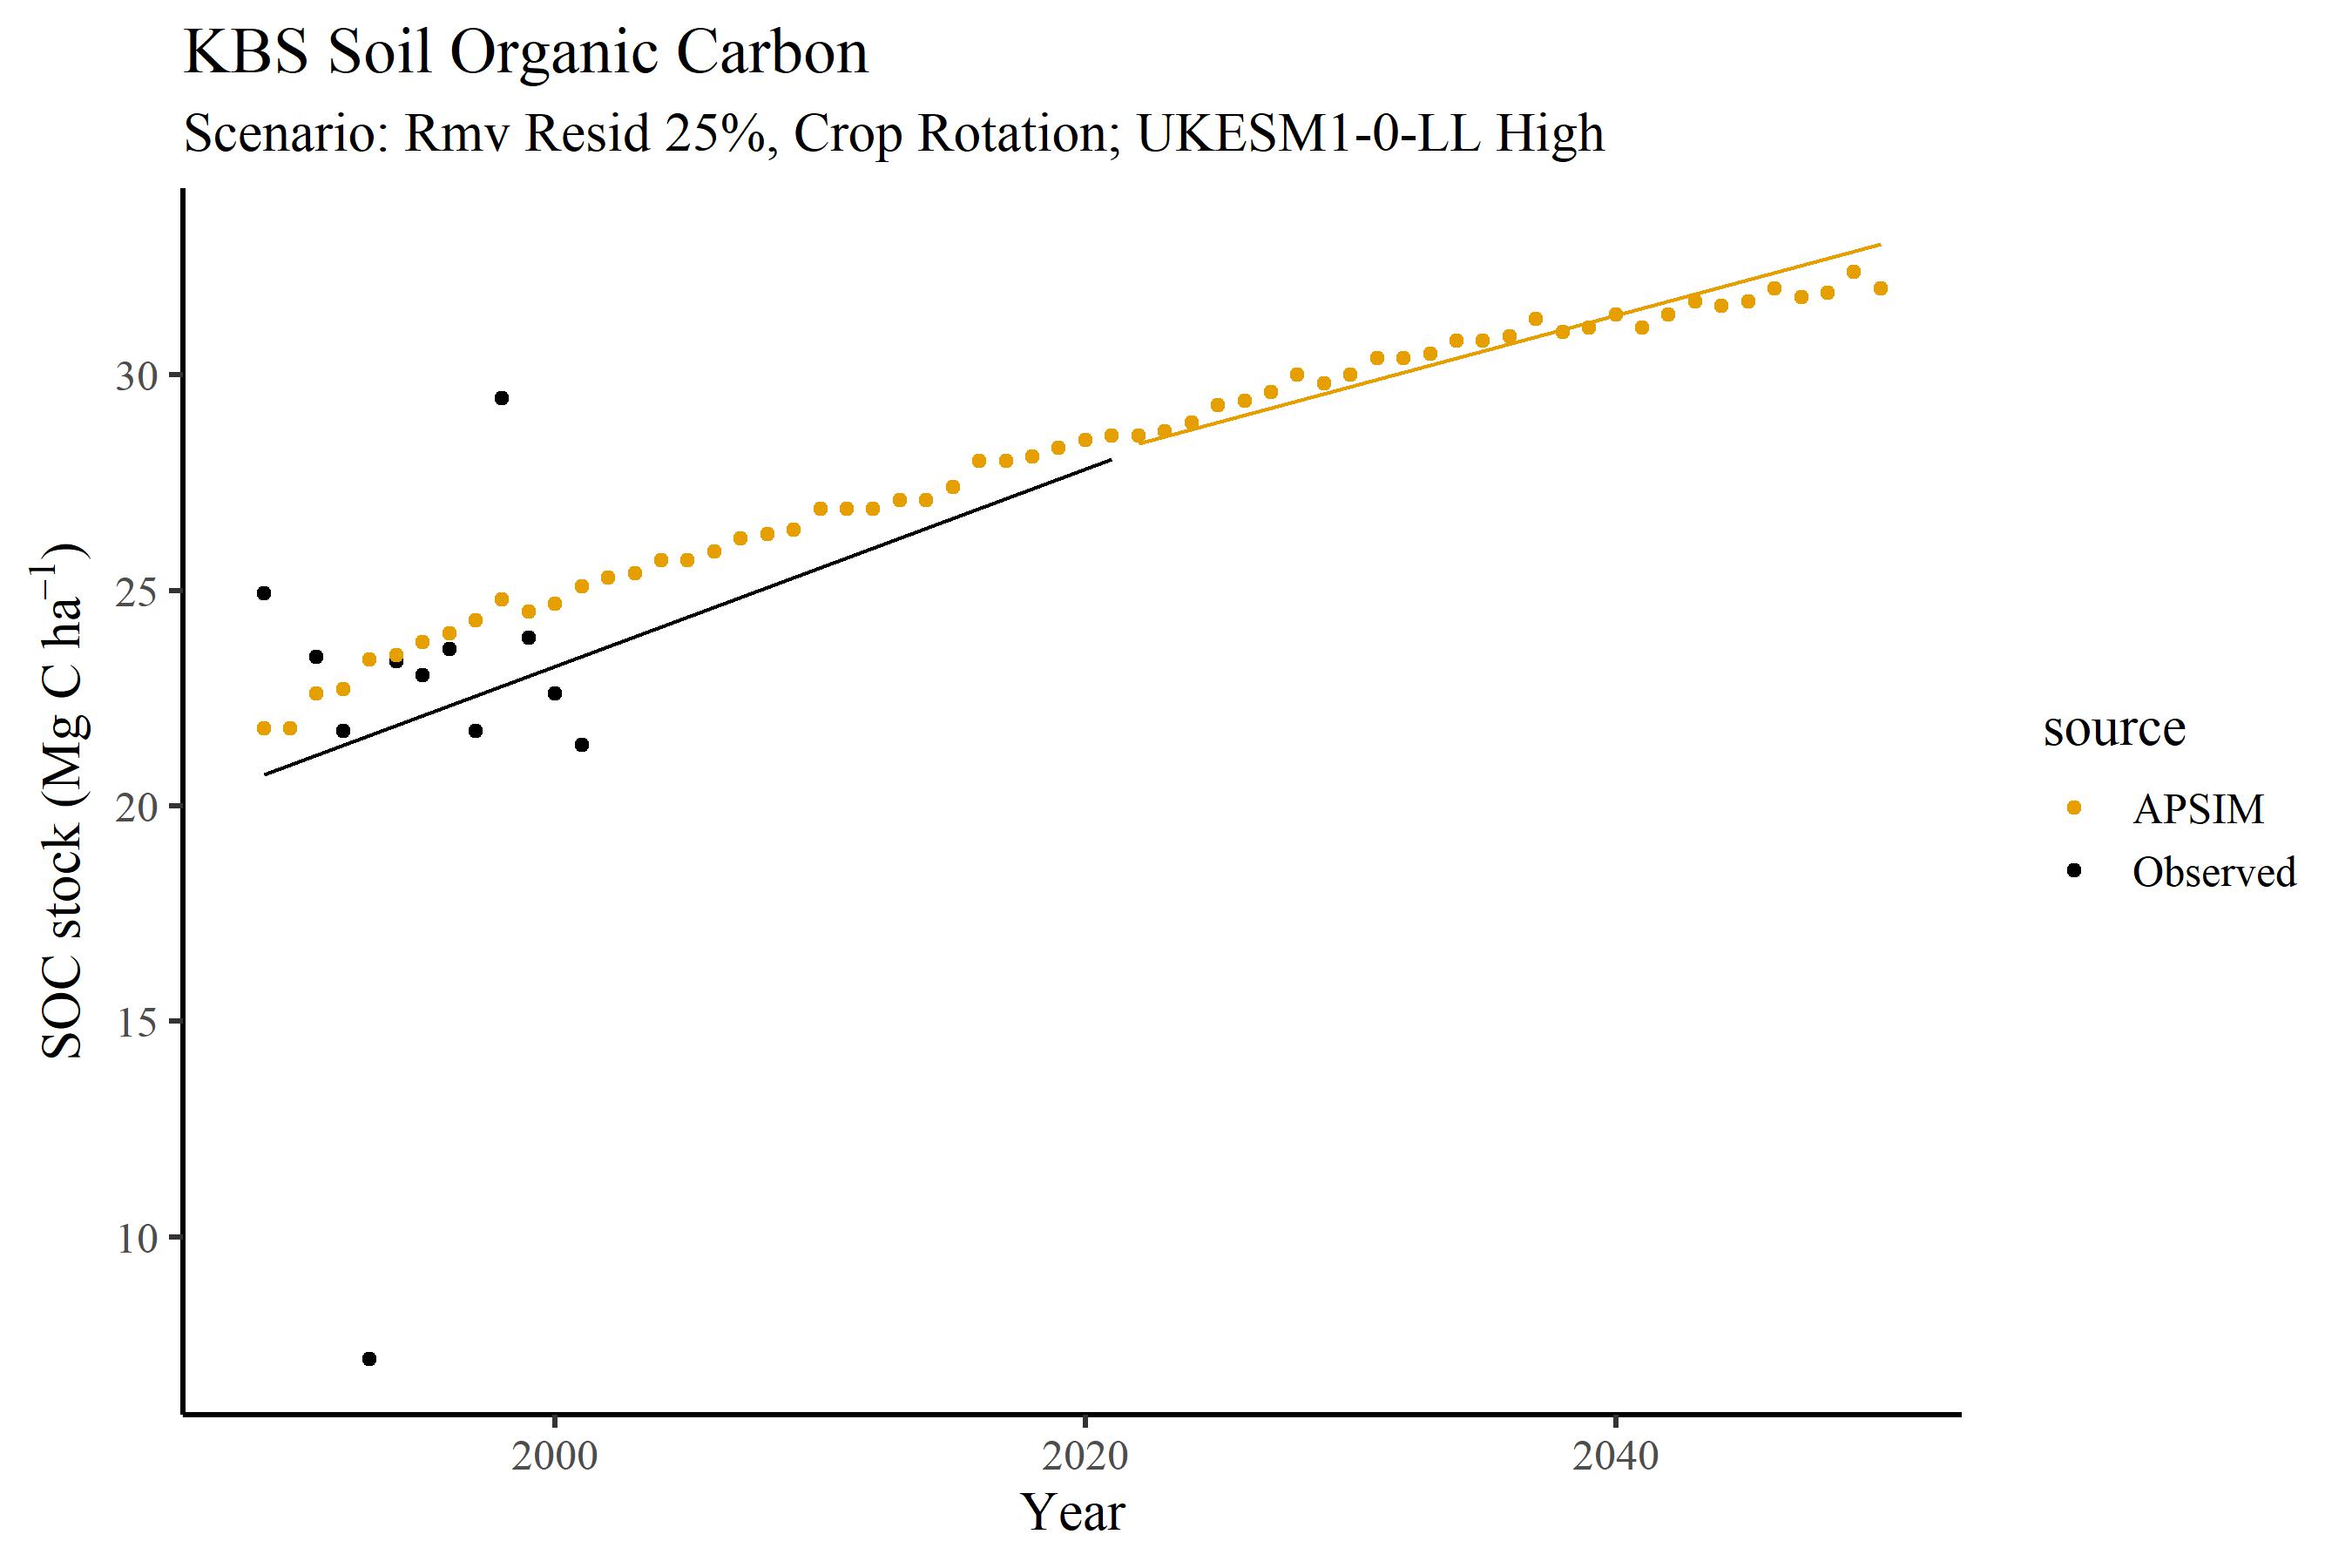 KBS Soil Organic Carbon
Scenario: Rmv Resid 25%, Crop Rotation; UKESM1-0-LL High
SOC stock (Mg C ha⁻¹)
30
25
20
15
10
2000
2020
2040
Year
source
APSIM
Observed